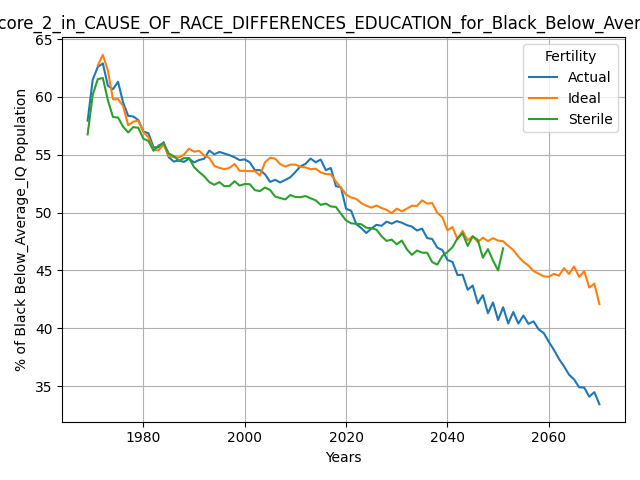 core_2_in_CAUSE_OF_RACE_DIFFERENCES_EDUCATION_for_Black_Below_Aver
65
60
55
50
45
40
35
% of Black Below_Average_IQ Population
Fertility
Actual
Ideal
Sterile
1980
2000
2020
2040
2060
Years